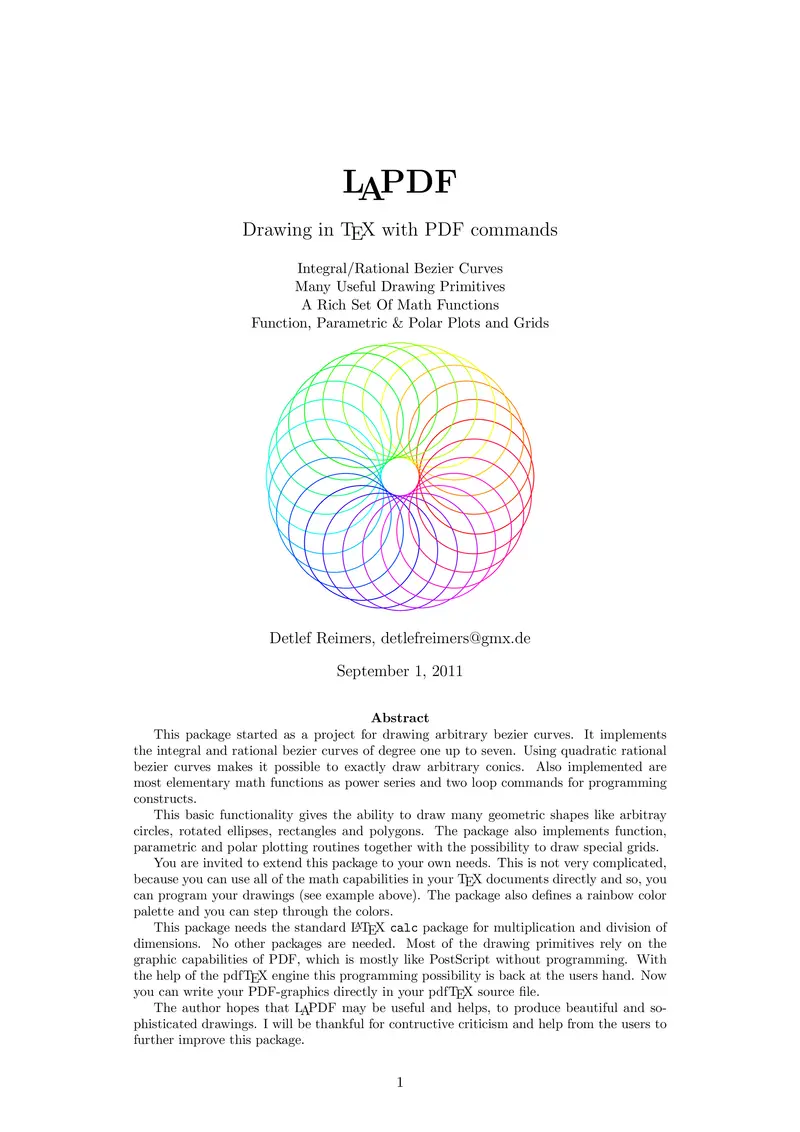 LAPDF
Drawing in TEX with PDF commands
Integral/Rational Bezier Curves
Many Useful Drawing Primitives
A Rich Set Of Math Functions
Function, Parametric & Polar Plots and Grids
Detlef Reimers, detlefreimers@gmx.de
September 1, 2011
Abstract
This package started as a project for drawing arbitrary bezier curves. It implements
the integral and rational bezier curves of degree one up to seven. Using quadratic rational
bezier curves makes it possible to exactly draw arbitrary conics. Also implemented are
most elementary math functions as power series and two loop commands for programming
constructs.
This basic functionality gives the ability to draw many geometric shapes like arbitray
circles, rotated ellipses, rectangles and polygons. The package also implements function,
parametric and polar plotting routines together with the possibility to draw special grids.
You are invited to extend this package to your own needs. This is not very complicated,
because you can use all of the math capabilities in your TEX documents directly and so, you
can program your drawings (see example above). The package also defines a rainbow color
palette and you can step through the colors.
This package needs the standard LATEX calc package for multiplication and division of
dimensions. No other packages are needed. Most of the drawing primitives rely on the
graphic capabilities of PDF, which is mostly like PostScript without programming. With
the help of the pdfTEX engine this programming possibility is back at the users hand. Now
you can write your PDF-graphics directly in your pdfTEX source file.
The author hopes that LAPDF may be useful and helps, to produce beautiful and so-
phisticated drawings. I will be thankful for contructive criticism and help from the users to
further improve this package.
1